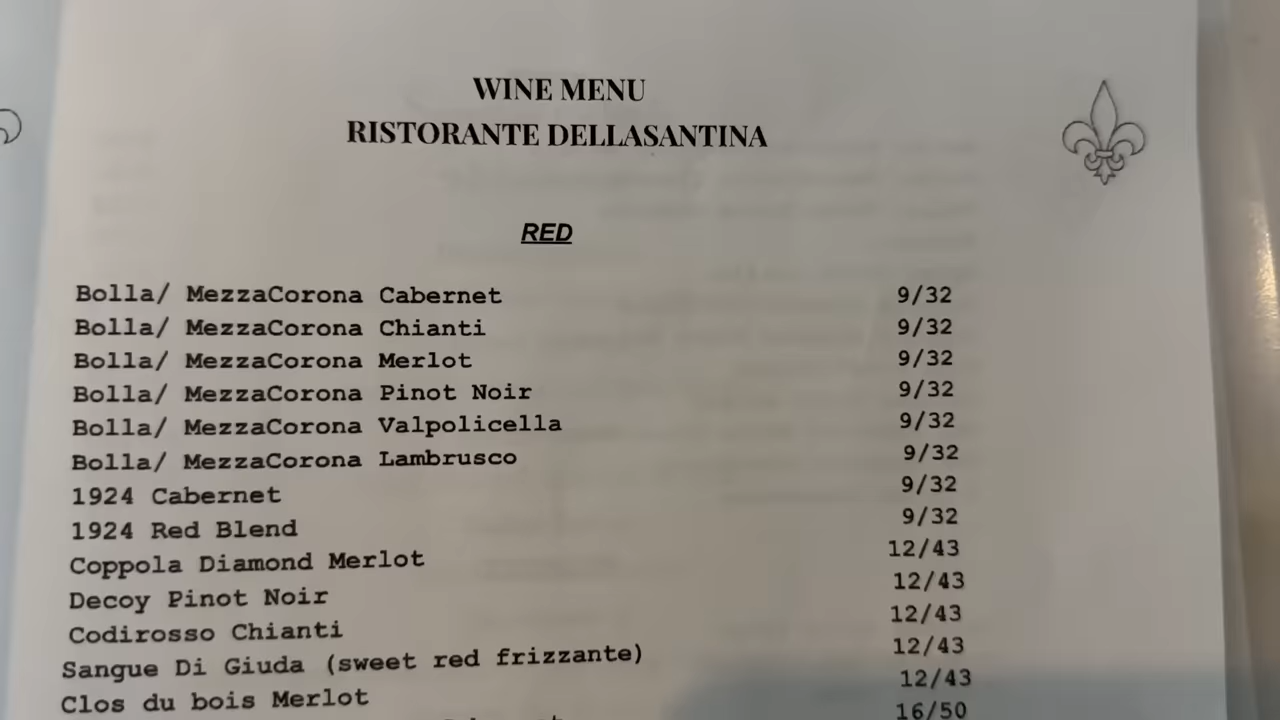 WINE MENU
RISTORANTE DELLASANTINA
RED
Bolla/ MezzaCorona Cabernet 9/32
Bolla/ MezzaCorona Chianti 9/32
Bolla/ MezzaCorona Merlot 9/32
Bolla/ MezzaCorona Pinot Noir 9/32
Bolla/ MezzaCorona Valpolicella 9/32
Bolla/ MezzaCorona Lambrusco 9/32
1924 Cabernet 9/32
1924 Red Blend 9/32
Coppola Diamond Merlot 12/43
Decoy Pinot Noir 12/43
Codirosso Chianti 12/43
Sangue Di Giuda (sweet red frizzante) 12/43
Clos du bois Merlot 12/43
16/50